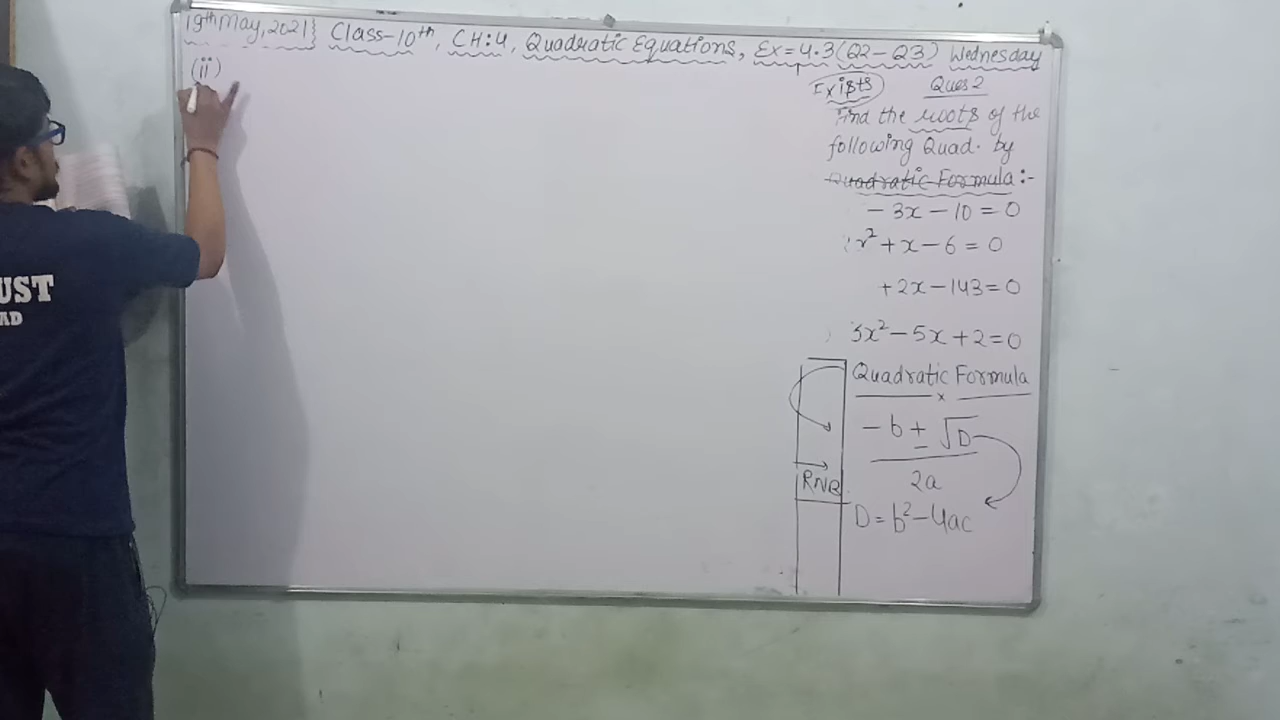 19th May, 2021} Class-10th, CH:4, Quadratic Equations, Ex=4.3(Q2-Q3) Wednesday
(ii)
Exists
Ques 2
Find the roots of the
following Quad. by
Quadratic Formula:-
- 3x - 10 = 0
x² + x - 6 = 0
+ 2x - 143 = 0
3x² - 5x + 2 = 0
Quadratic Formula
- b ± √D
2a
RNB
D = b² - 4ac
UST
AD